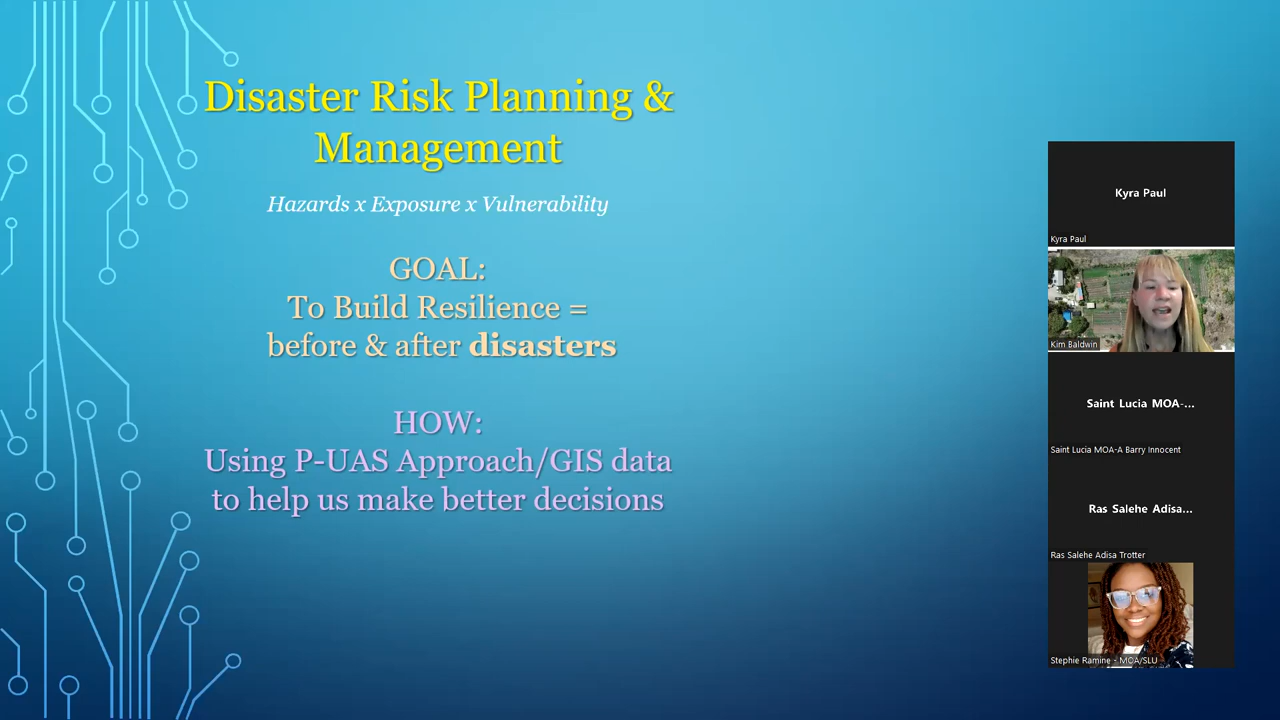 Disaster Risk Planning &
Management
Hazards x Exposure x Vulnerability
GOAL:
To Build Resilience =
before & after disasters
HOW:
Using P-UAS Approach/GIS data
to help us make better decisions
Kyra Paul
Kyra Paul
Kim Baldwin
Saint Lucia MOA-...
Saint Lucia MOA-A Barry Innocent
Ras Salehe Adisa...
Ras Salehe Adisa Trotter
Stephie Ramine - MOA/SLU